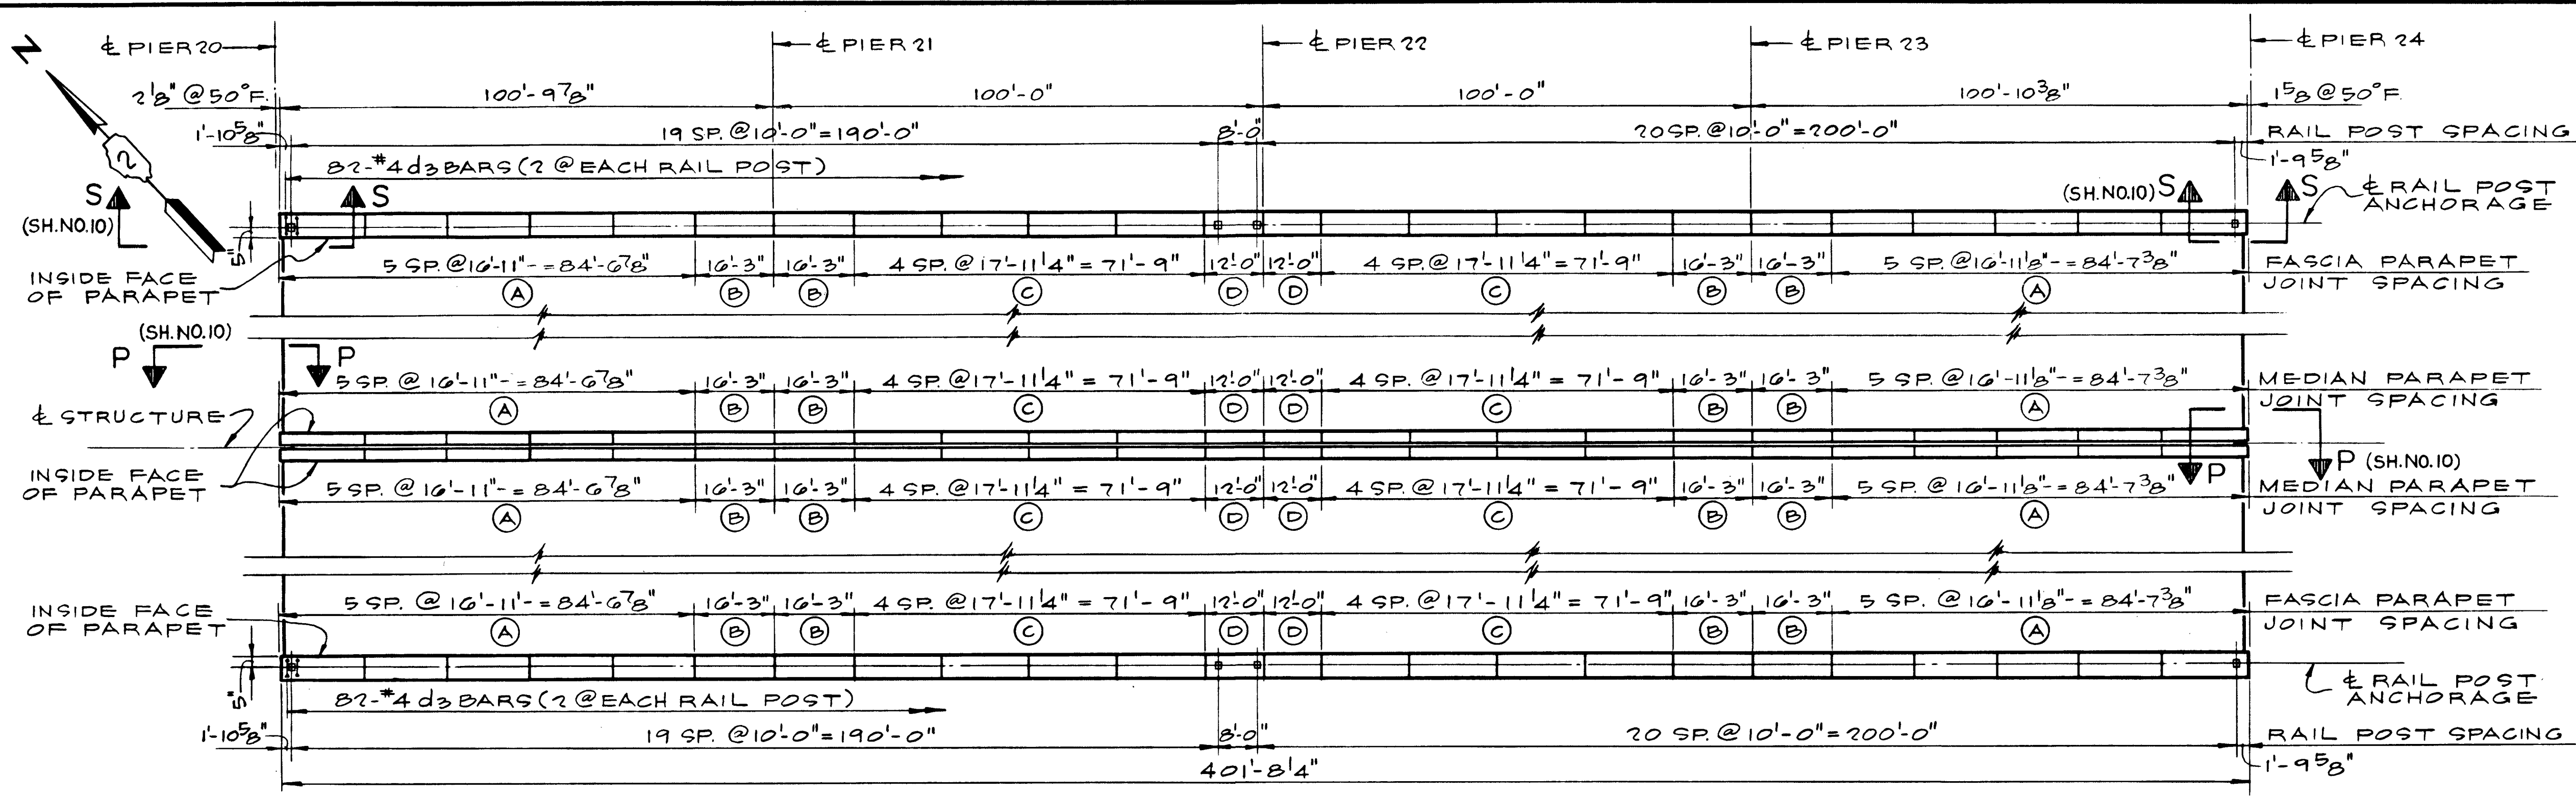 N
2
℄ PIER 20
℄ PIER 21
℄ PIER 22
℄ PIER 23
℄ PIER 24
2⅛" @ 50°F.
100'-9⅞"
100'-0"
100'-0"
100'-10⅜"
1⅝ @ 50°F.
1'-10⅝"
19 SP. @ 10'-0" = 190'-0"
8'-0"
20 SP. @ 10'-0" = 200'-0"
RAIL POST SPACING
1'-9⅝"
82-#4 d3 BARS (2 @ EACH RAIL POST)
S
S
(SH. NO. 10)
(SH. NO. 10) S
S
℄ RAIL POST
ANCHORAGE
5"
INSIDE FACE
OF PARAPET
5 SP. @ 16'-11"- = 84'-6⅞"
16'-3"
16'-3"
4 SP. @ 17'-11¼" = 71'-9"
12'-0"
12'-0"
4 SP. @ 17'-11¼" = 71'-9"
16'-3"
16'-3"
5 SP. @ 16'-11⅛"- = 84'-7⅜"
FASCIA PARAPET
JOINT SPACING
A B B C D D C B B A
(SH. NO. 10)
P
P
5 SP. @ 16'-11"- = 84'-6⅞"
16'-3"
16'-3"
4 SP. @ 17'-11¼" = 71'-9"
12'-0"
12'-0"
4 SP. @ 17'-11¼" = 71'-9"
16'-3"
16'-3"
5 SP. @ 16'-11⅛"- = 84'-7⅜"
MEDIAN PARAPET
JOINT SPACING
A B B C D D C B B A
℄ STRUCTURE
INSIDE FACE
OF PARAPET
P
P (SH. NO. 10)
5 SP. @ 16'-11"- = 84'-6⅞"
16'-3"
16'-3"
4 SP. @ 17'-11¼" = 71'-9"
12'-0"
12'-0"
4 SP. @ 17'-11¼" = 71'-9"
16'-3"
16'-3"
5 SP. @ 16'-11⅛"- = 84'-7⅜"
MEDIAN PARAPET
JOINT SPACING
A B B C D D C B B A
INSIDE FACE
OF PARAPET
5 SP. @ 16'-11'- = 84'-6⅞"
16'-3"
16'-3"
4 SP. @ 17'-11¼" = 71'-9"
12'-0"
12'-0"
4 SP. @ 17'-11¼" = 71'-9"
16'-3"
16'-3"
5 SP. @ 16'-11⅛"- = 84'-7⅜"
FASCIA PARAPET
JOINT SPACING
A B B C D D C B B A
5"
82-#4 d3 BARS (2 @ EACH RAIL POST)
℄ RAIL POST
ANCHORAGE
1'-10⅝"
19 SP. @ 10'-0" = 190'-0"
8'-0"
20 SP. @ 10'-0" = 200'-0"
RAIL POST SPACING
1'-9⅝"
401'-8¼"